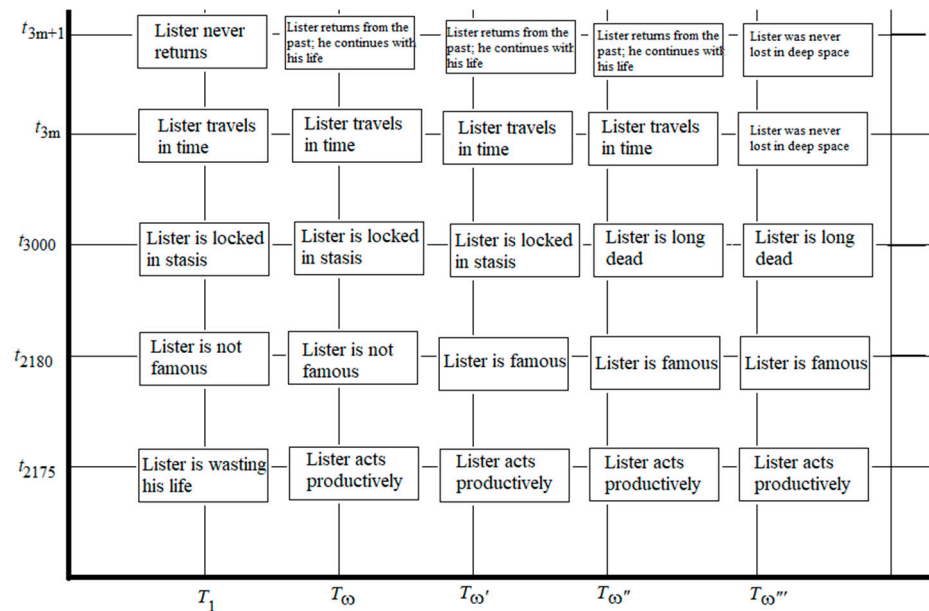 t3m+1
Lister never
returns
Lister returns from the
past; he continues with
his life
Lister returns from the
past; he continues with
his life
Lister returns from the
past; he continues with
his life
Lister was never
lost in deep space
t3m
Lister travels
in time
Lister travels
in time
Lister travels
in time
Lister travels
in time
Lister was never
lost in deep space
t3000
Lister is locked
in stasis
Lister is locked
in stasis
Lister is locked
in stasis
Lister is long
dead
Lister is long
dead
t2180
Lister is not
famous
Lister is not
famous
Lister is famous
Lister is famous
Lister is famous
t2175
Lister is wasting
his life
Lister acts
productively
Lister acts
productively
Lister acts
productively
Lister acts
productively
T1
Tω
Tω'
Tω''
Tω'''